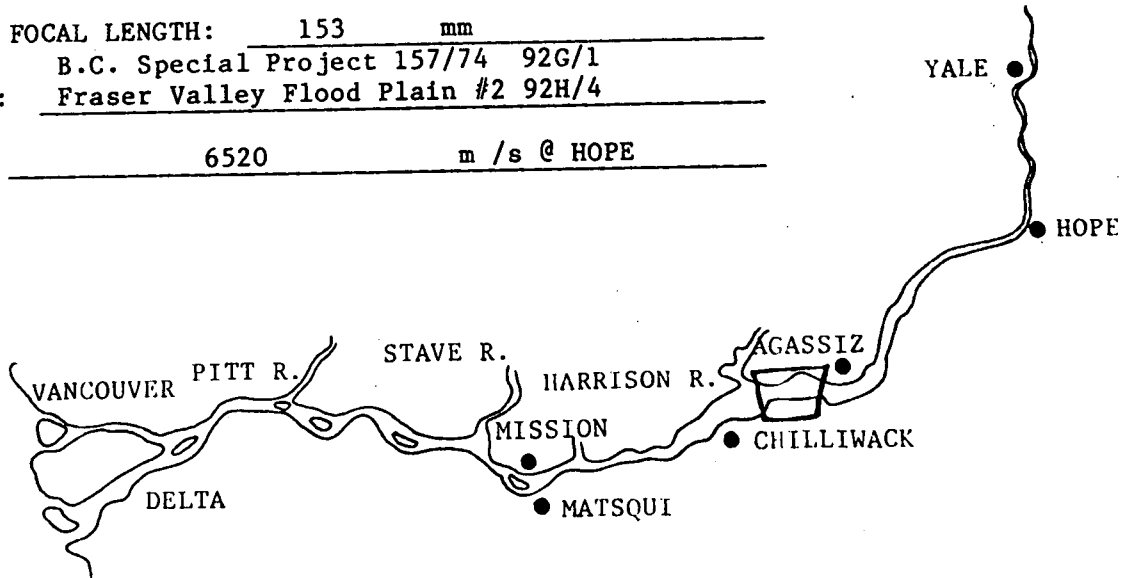 FOCAL LENGTH: 153 mm
B.C. Special Project 157/74 92G/1
: Fraser Valley Flood Plain #2 92H/4
6520 m /s @ HOPE
YALE
HOPE
AGASSIZ
STAVE R.
PITT R.
HARRISON R.
VANCOUVER
MISSION
CHILLIWACK
DELTA
MATSQUI